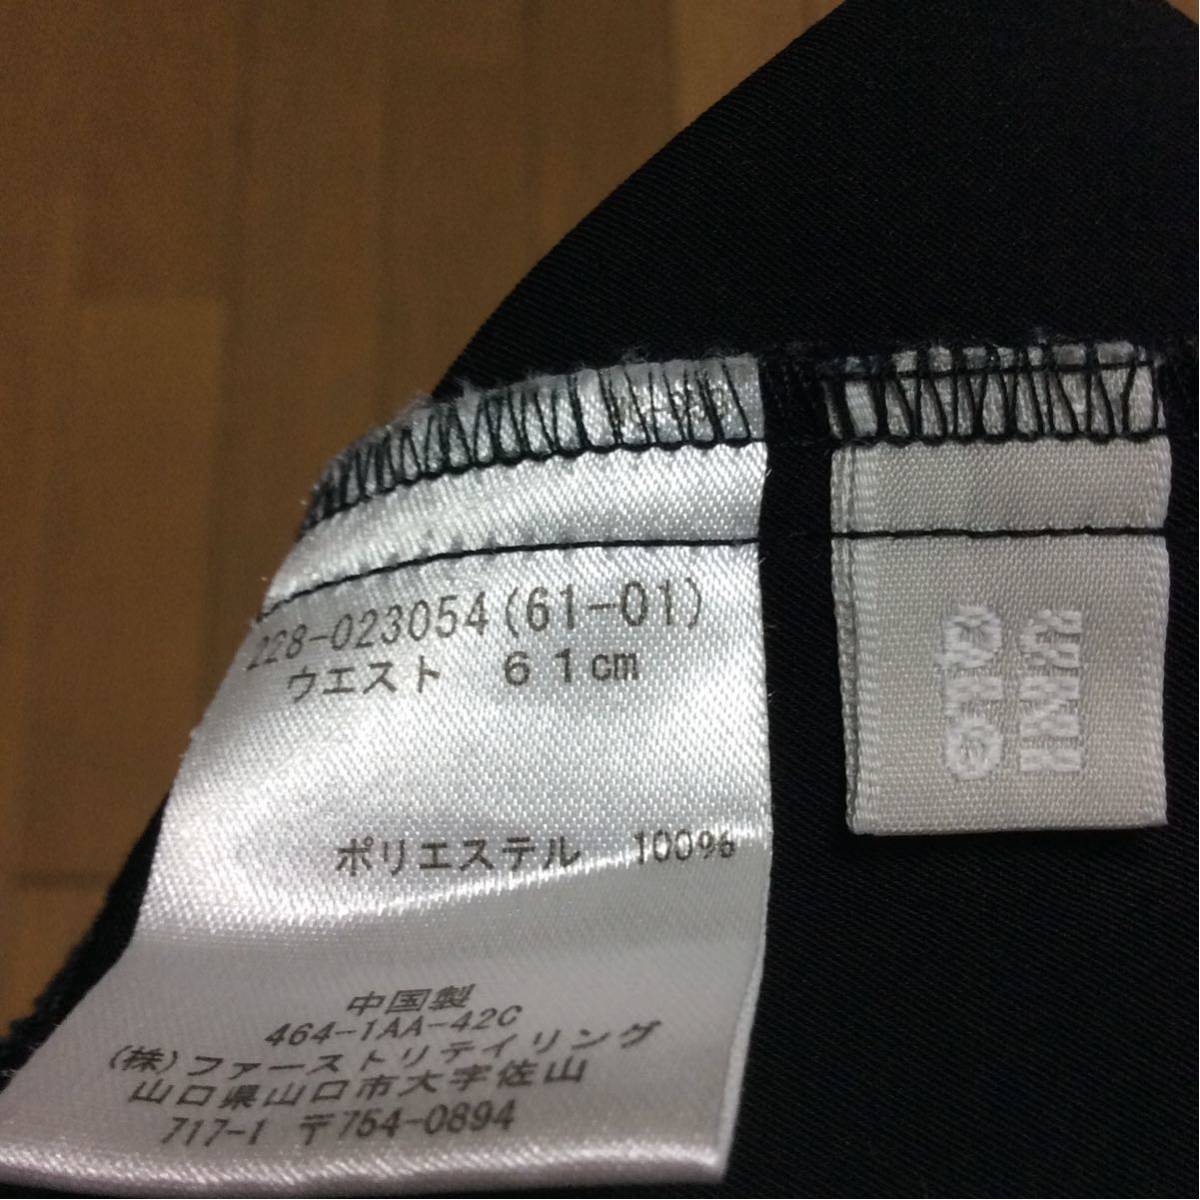 228-023054(61-01)
ウエスト 61cm
ポリエステル 100%
中国製
464-1AA-42C
(株)ファーストリテイリング
山口県山口市大字佐山
717-1 〒754-0894